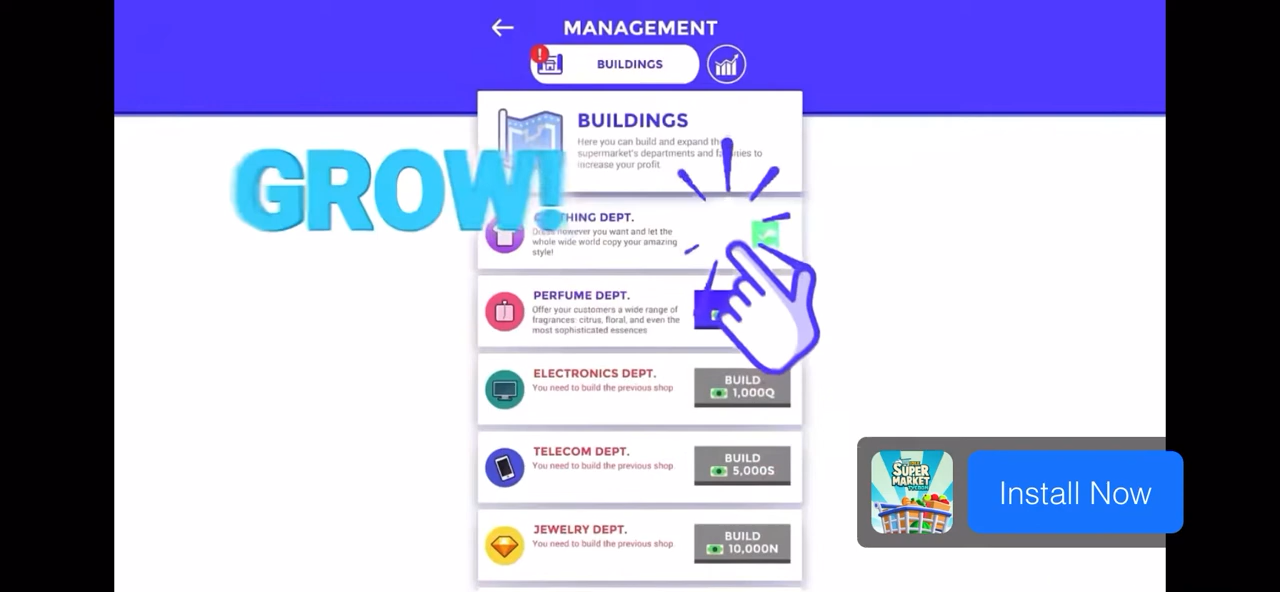 MANAGEMENT
BUILDINGS
BUILDINGS
Here you can build and expand the
supermarket's departments and facilities to
increase your profit
GROW!
CLOTHING DEPT.
Dress however you want and let the
whole wide world copy your amazing
style!
PERFUME DEPT.
Offer your customers a wide range of
fragrances: citrus, floral, and even the
most sophisticated essences
ELECTRONICS DEPT.
You need to build the previous shop
BUILD
1,000Q
TELECOM DEPT.
You need to build the previous shop
BUILD
5,000S
JEWELRY DEPT.
You need to build the previous shop
BUILD
10,000N
SUPER
MARKET
TYCOON
Install Now